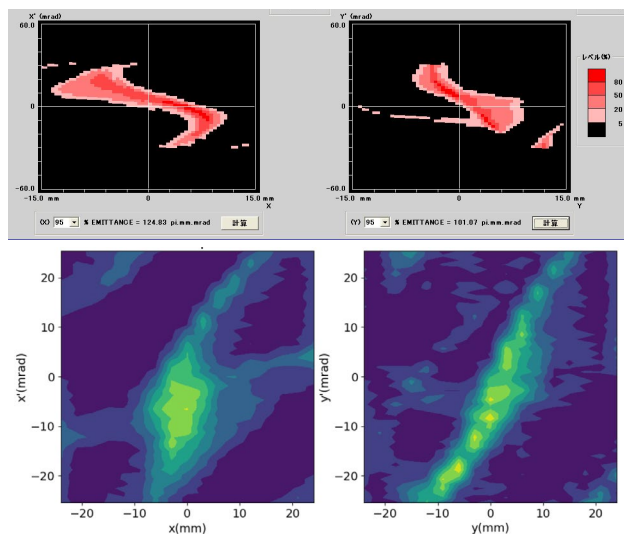 X' (mrad)
60.0
0
-60.0
-15.0 mm
0
15.0 mm
X
(X) 95 % EMITTANCE = 124.83 pi.mm.mrad 計算
Y' (mrad)
60.0
0
-60.0
-15.0 mm
0
15.0 mm
Y
(Y) 95 % EMITTANCE = 101.07 pi.mm.mrad 計算
レベル(%)
80
50
20
5
x'(mrad)
20
10
0
−10
−20
−20
−10
0
10
20
x(mm)
y'(mrad)
20
10
0
−10
−20
−20
−10
0
10
20
y(mm)